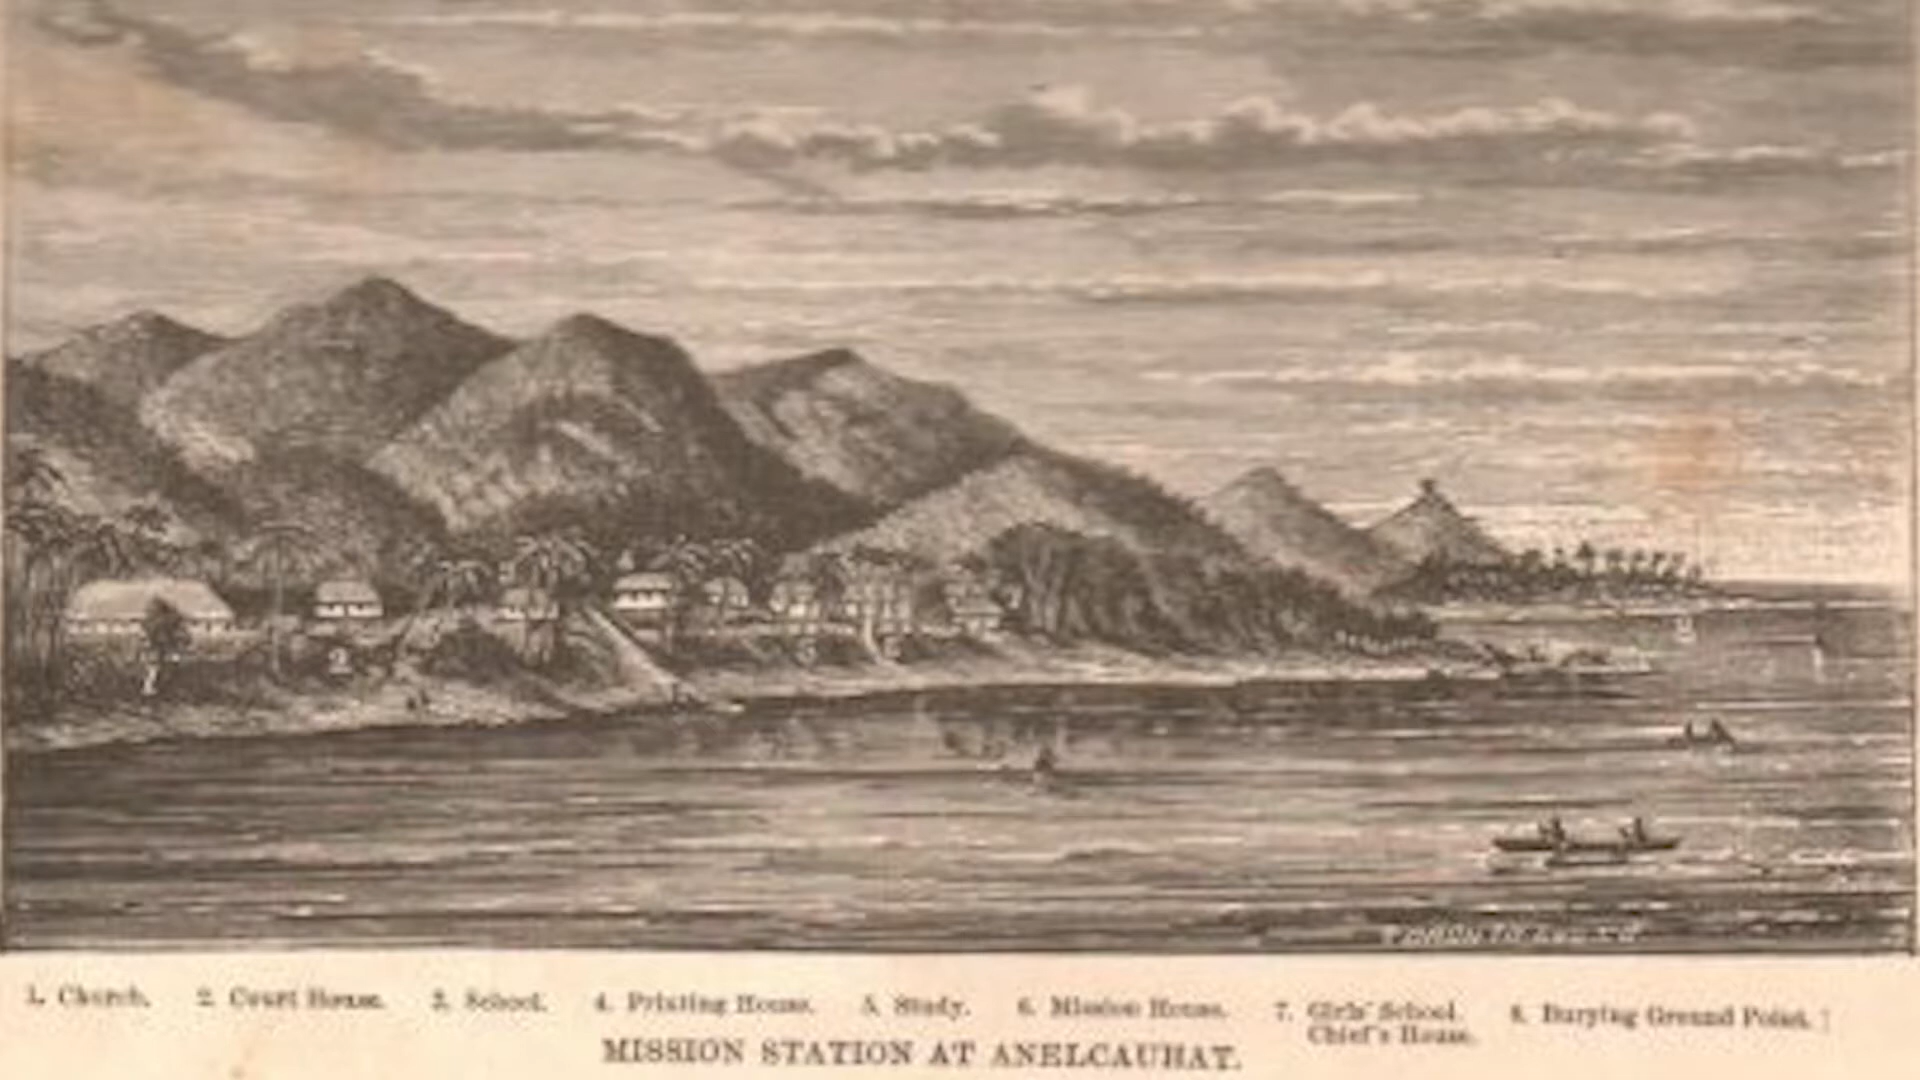 1. Church. 2. Court House. 3. School. 4. Printing House. 5. Study. 6. Mission House. 7. Girls' School. 8. Burying Ground Point.
Chief's House.
MISSION STATION AT ANELCAUHAT.